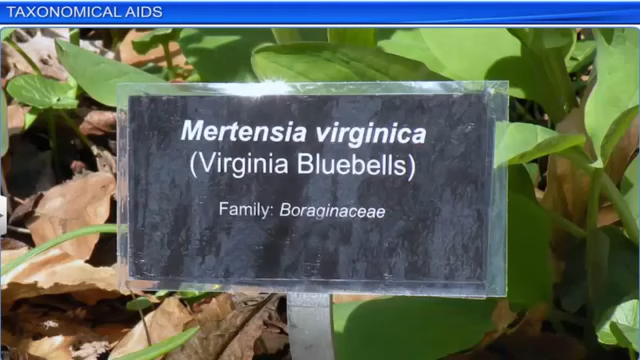 TAXONOMICAL AIDS
Mertensia virginica
(Virginia Bluebells)
Family: Boraginaceae